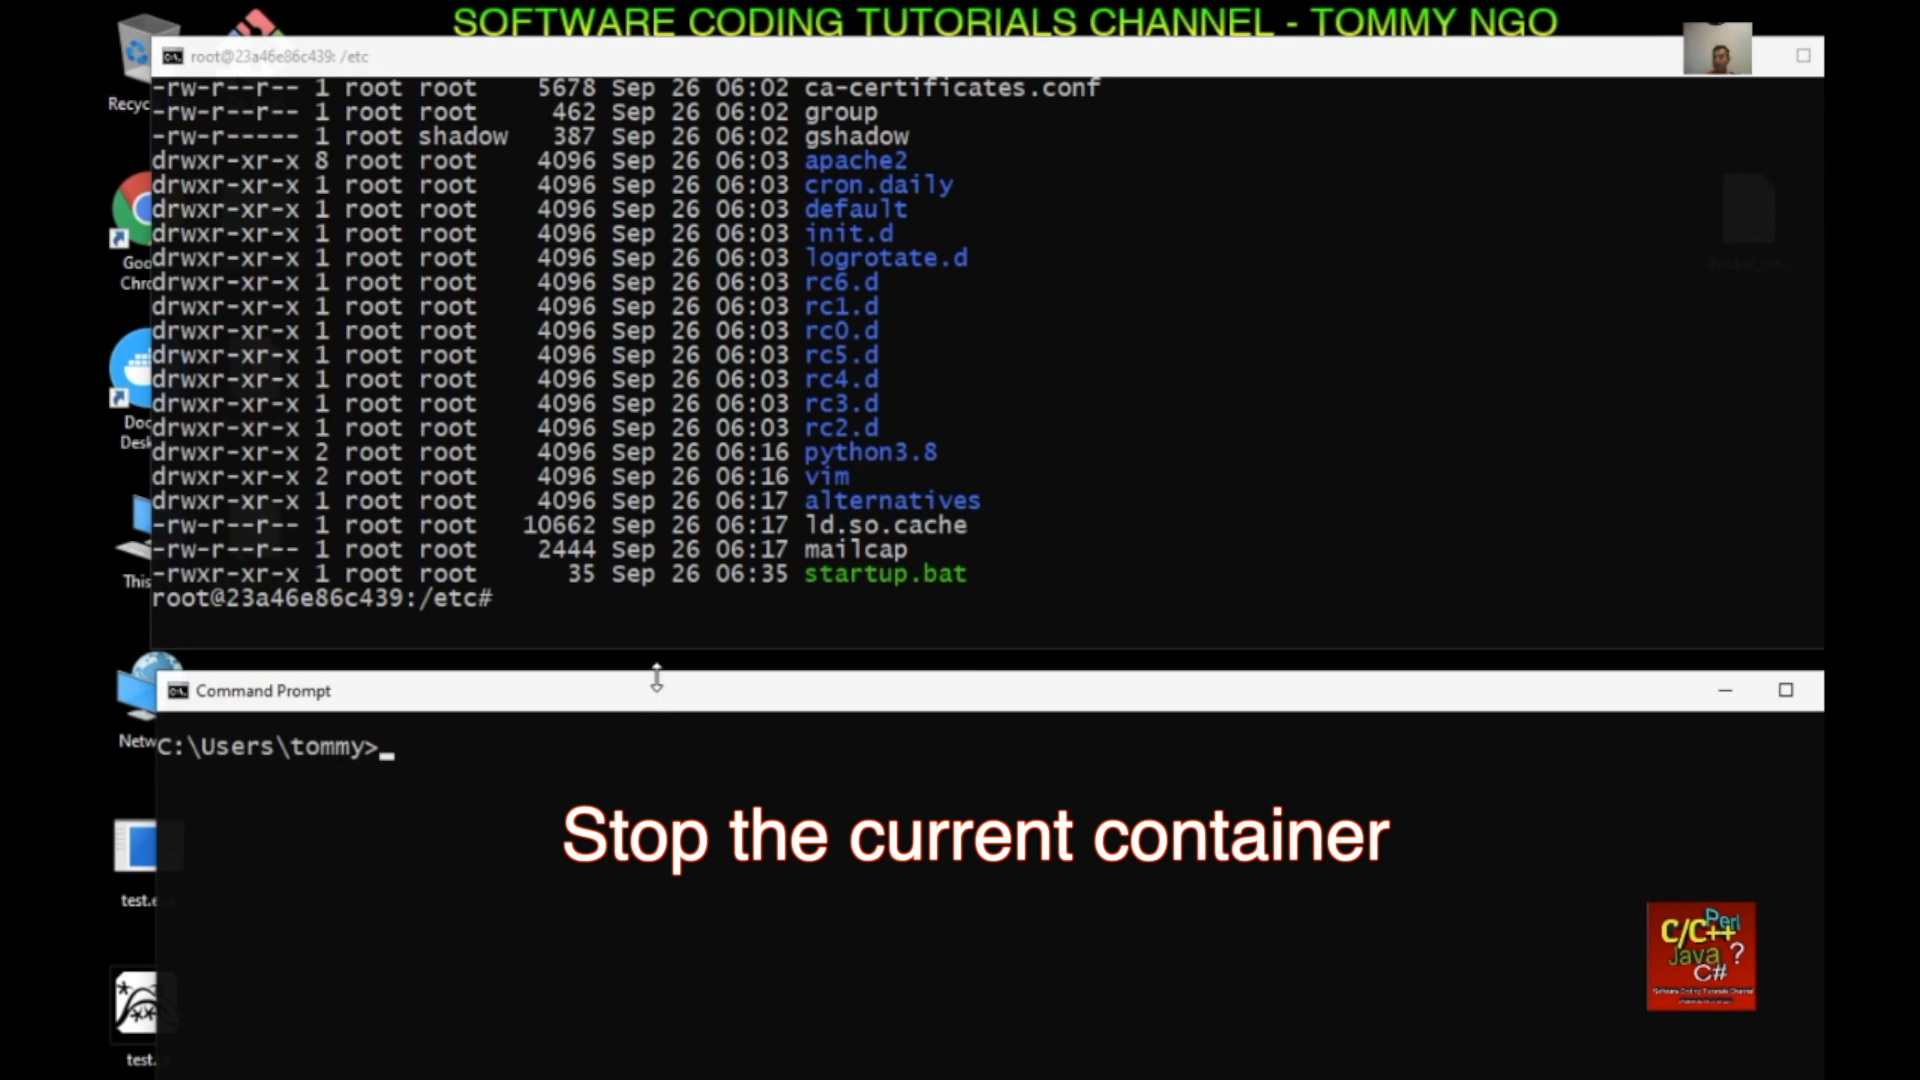 SOFTWARE CODING TUTORIALS CHANNEL - TOMMY NGO
root@23a46e86c439: /etc
-rw-r--r-- 1 root root 5678 Sep 26 06:02 ca-certificates.conf
-rw-r--r-- 1 root root 462 Sep 26 06:02 group
-rw-r----- 1 root shadow 387 Sep 26 06:02 gshadow
drwxr-xr-x 8 root root 4096 Sep 26 06:03 apache2
drwxr-xr-x 1 root root 4096 Sep 26 06:03 cron.daily
drwxr-xr-x 1 root root 4096 Sep 26 06:03 default
drwxr-xr-x 1 root root 4096 Sep 26 06:03 init.d
drwxr-xr-x 1 root root 4096 Sep 26 06:03 logrotate.d
drwxr-xr-x 1 root root 4096 Sep 26 06:03 rc6.d
drwxr-xr-x 1 root root 4096 Sep 26 06:03 rc1.d
drwxr-xr-x 1 root root 4096 Sep 26 06:03 rc0.d
drwxr-xr-x 1 root root 4096 Sep 26 06:03 rc5.d
drwxr-xr-x 1 root root 4096 Sep 26 06:03 rc4.d
drwxr-xr-x 1 root root 4096 Sep 26 06:03 rc3.d
drwxr-xr-x 1 root root 4096 Sep 26 06:03 rc2.d
drwxr-xr-x 2 root root 4096 Sep 26 06:16 python3.8
drwxr-xr-x 2 root root 4096 Sep 26 06:16 vim
drwxr-xr-x 1 root root 4096 Sep 26 06:17 alternatives
-rw-r--r-- 1 root root 10662 Sep 26 06:17 ld.so.cache
-rw-r--r-- 1 root root 2444 Sep 26 06:17 mailcap
-rwxr-xr-x 1 root root 35 Sep 26 06:35 startup.bat
root@23a46e86c439:/etc#
Recyc
Goo
Chro
Doc
Desk
This
Netw
test.e
test.
Command Prompt
C:\Users\tommy>
Stop the current container
Perl
C/C++
Java ?
C#
Software Coding Tutorials Channel